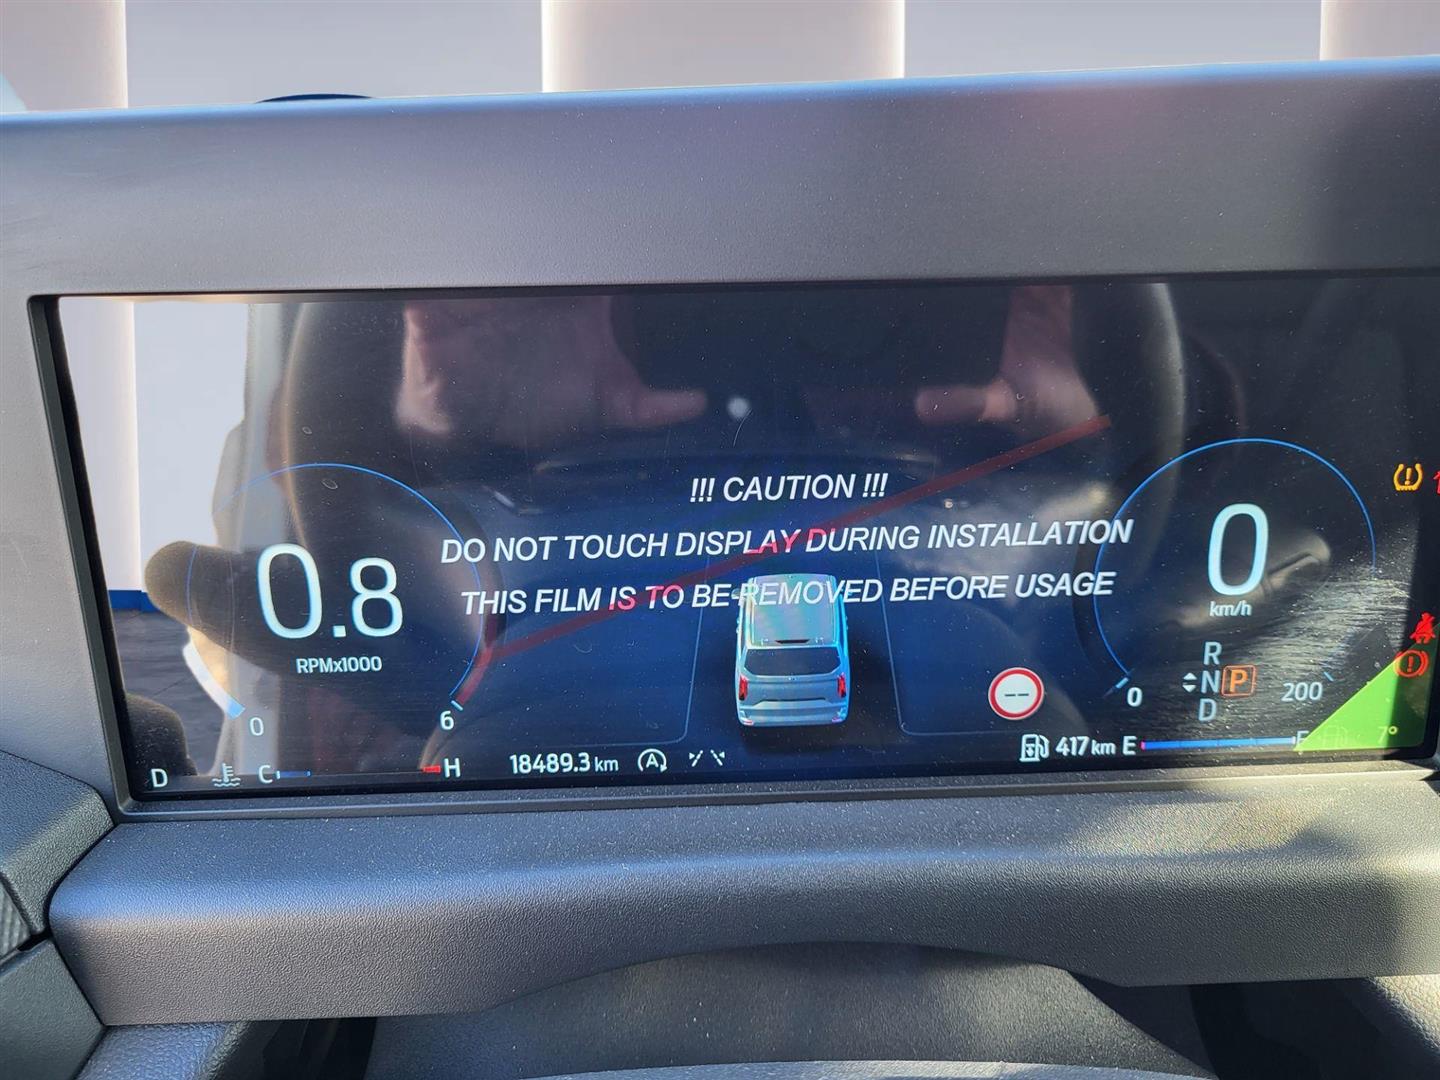 !!! CAUTION !!!
DO NOT TOUCH DISPLAY DURING INSTALLATION
THIS FILM IS TO BE REMOVED BEFORE USAGE
0.8
RPMx1000
0
6
D
C
H
18489.3 km
A
--
0
km/h
R
N P
D
0
200
417 km E
F
7°